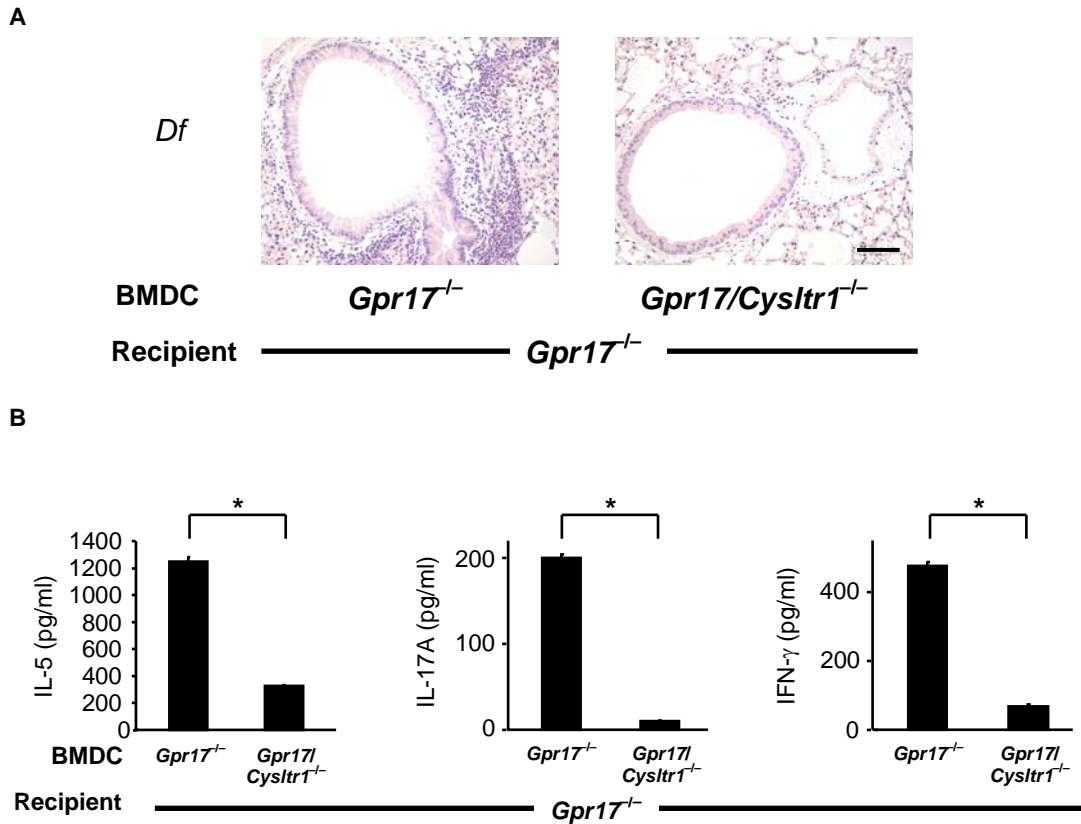 A
Df
BMDC Gpr17–/– Gpr17/Cysltr1–/–
Recipient Gpr17–/–
B
* * *
IL-5 (pg/ml)
1400
1200
1000
800
600
400
200
0
IL-17A (pg/ml)
200
100
0
IFN-γ (pg/ml)
400
200
0
BMDC Gpr17–/– Gpr17/ Gpr17–/– Gpr17/ Gpr17–/– Gpr17/
Cysltr1–/– Cysltr1–/– Cysltr1–/–
Recipient Gpr17–/–